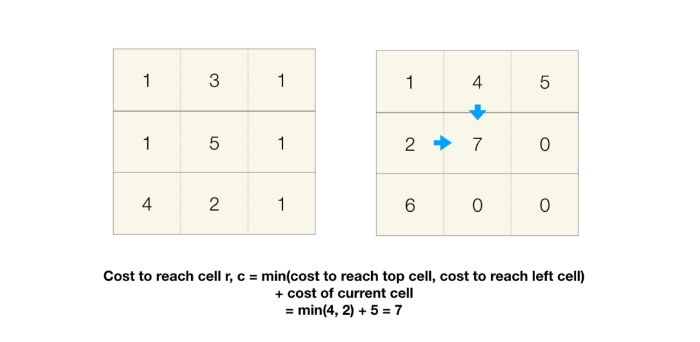 1 3 1 1 4 5
1 5 1 2 7 0
4 2 1 6 0 0
Cost to reach cell r, c = min(cost to reach top cell, cost to reach left cell)
+ cost of current cell
= min(4, 2) + 5 = 7